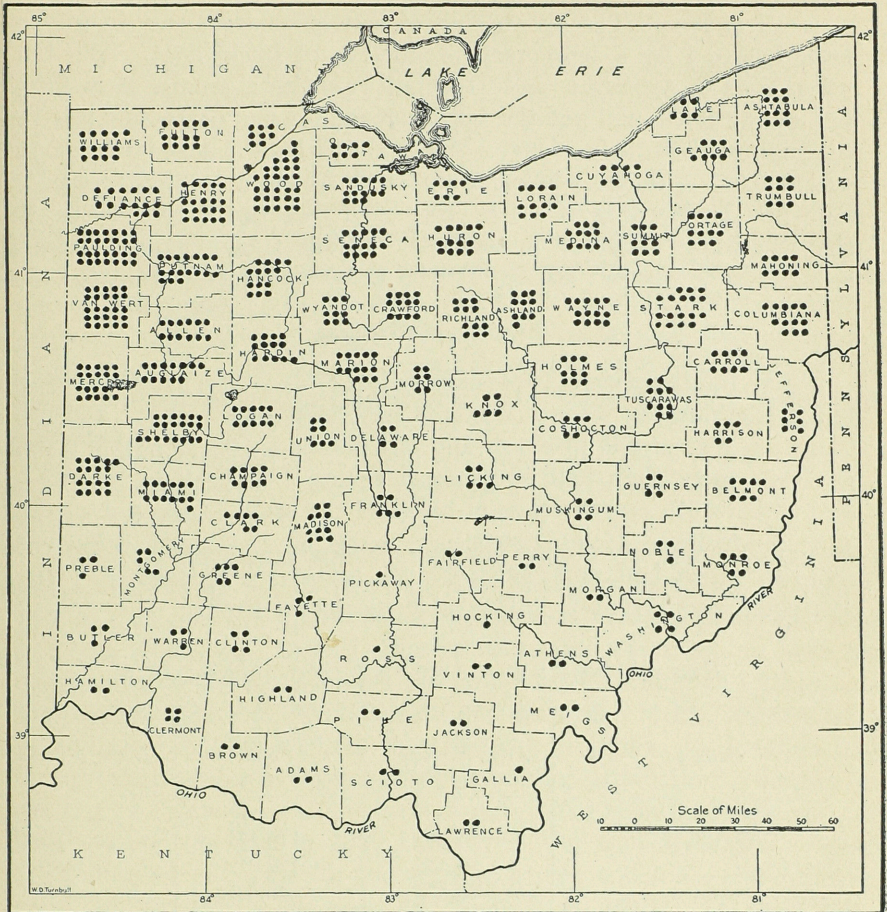 85° 84° 83° 82° 81°
42° 42°
CANADA
MICHIGAN
LAKE ERIE
LAKE
ASHTABULA
WILLIAMS
FULTON
LUCAS
OTTAWA
GEAUGA
CUYAHOGA
DEFIANCE
HENRY
WOOD
SANDUSKY
ERIE
LORAIN
TRUMBULL
PAULDING
SENECA
HURON
MEDINA
SUMMIT
PORTAGE
PUTNAM
HANCOCK
MAHONING
41° 41°
VAN WERT
WYANDOT
CRAWFORD
RICHLAND
ASHLAND
WAYNE
STARK
COLUMBIANA
ALLEN
HARDIN
MARION
MORROW
HOLMES
CARROLL
JEFFERSON
MERCER
AUGLAIZE
KNOX
TUSCARAWAS
SHELBY
LOGAN
UNION
DELAWARE
COSHOCTON
HARRISON
DARKE
MIAMI
CHAMPAIGN
LICKING
GUERNSEY
BELMONT
40° 40°
CLARK
MADISON
FRANKLIN
MUSKINGUM
PREBLE
MONTGOMERY
GREENE
PICKAWAY
FAIRFIELD
PERRY
NOBLE
MONROE
FAYETTE
MORGAN
RIVER
BUTLER
WARREN
CLINTON
ROSS
HOCKING
ATHENS
WASHINGTON
HAMILTON
HIGHLAND
VINTON
OHIO
CLERMONT
PIKE
JACKSON
MEIGS
39° 39°
BROWN
ADAMS
SCIOTO
GALLIA
OHIO
RIVER
LAWRENCE
INDIANA
PENNSYLVANIA
WEST VIRGINIA
KENTUCKY
Scale of Miles
10 0 10 20 30 40 50 60
W.D.Turnbull.
84° 83° 82° 81°